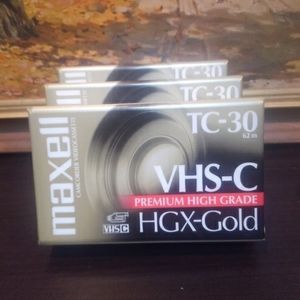 TC-30
TC-30
TC-30
62 m
maxell
CAMCORDER VIDEOCASSETTE
VHS-C
PREMIUM HIGH GRADE
VHS C
HGX-Gold